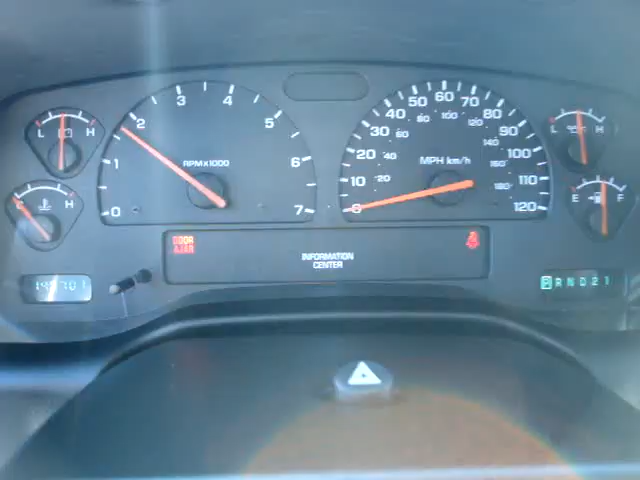 L H
0 1 2 3 4 5 6 7
RPM×1000
0 10 20 30 40 50 60 70 80 90 100 110 120
20 40 60 80 100 120 140 160 180
MPH km/h
L H
C H
E F
DOOR
AJAR
INFORMATION
CENTER
P R N D 2 1